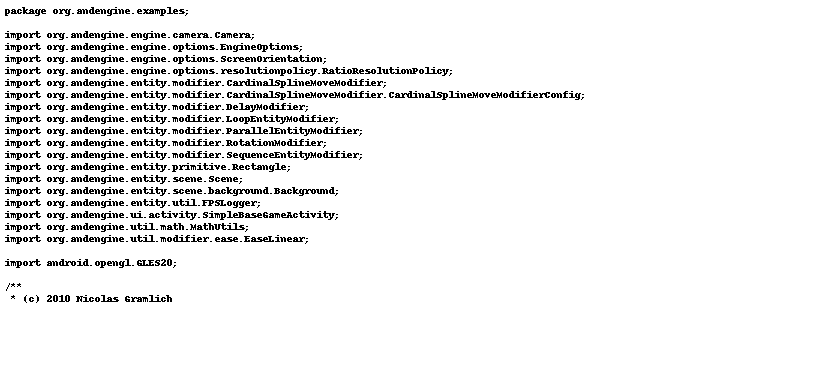 package org.andengine.examples;

import org.andengine.engine.camera.Camera;
import org.andengine.engine.options.EngineOptions;
import org.andengine.engine.options.ScreenOrientation;
import org.andengine.engine.options.resolutionpolicy.RatioResolutionPolicy;
import org.andengine.entity.modifier.CardinalSplineMoveModifier;
import org.andengine.entity.modifier.CardinalSplineMoveModifier.CardinalSplineMoveModifierConfig;
import org.andengine.entity.modifier.DelayModifier;
import org.andengine.entity.modifier.LoopEntityModifier;
import org.andengine.entity.modifier.ParallelEntityModifier;
import org.andengine.entity.modifier.RotationModifier;
import org.andengine.entity.modifier.SequenceEntityModifier;
import org.andengine.entity.primitive.Rectangle;
import org.andengine.entity.scene.Scene;
import org.andengine.entity.scene.background.Background;
import org.andengine.entity.util.FPSLogger;
import org.andengine.ui.activity.SimpleBaseGameActivity;
import org.andengine.util.math.MathUtils;
import org.andengine.util.modifier.ease.EaseLinear;

import android.opengl.GLES20;

/**
 * (c) 2010 Nicolas Gramlich